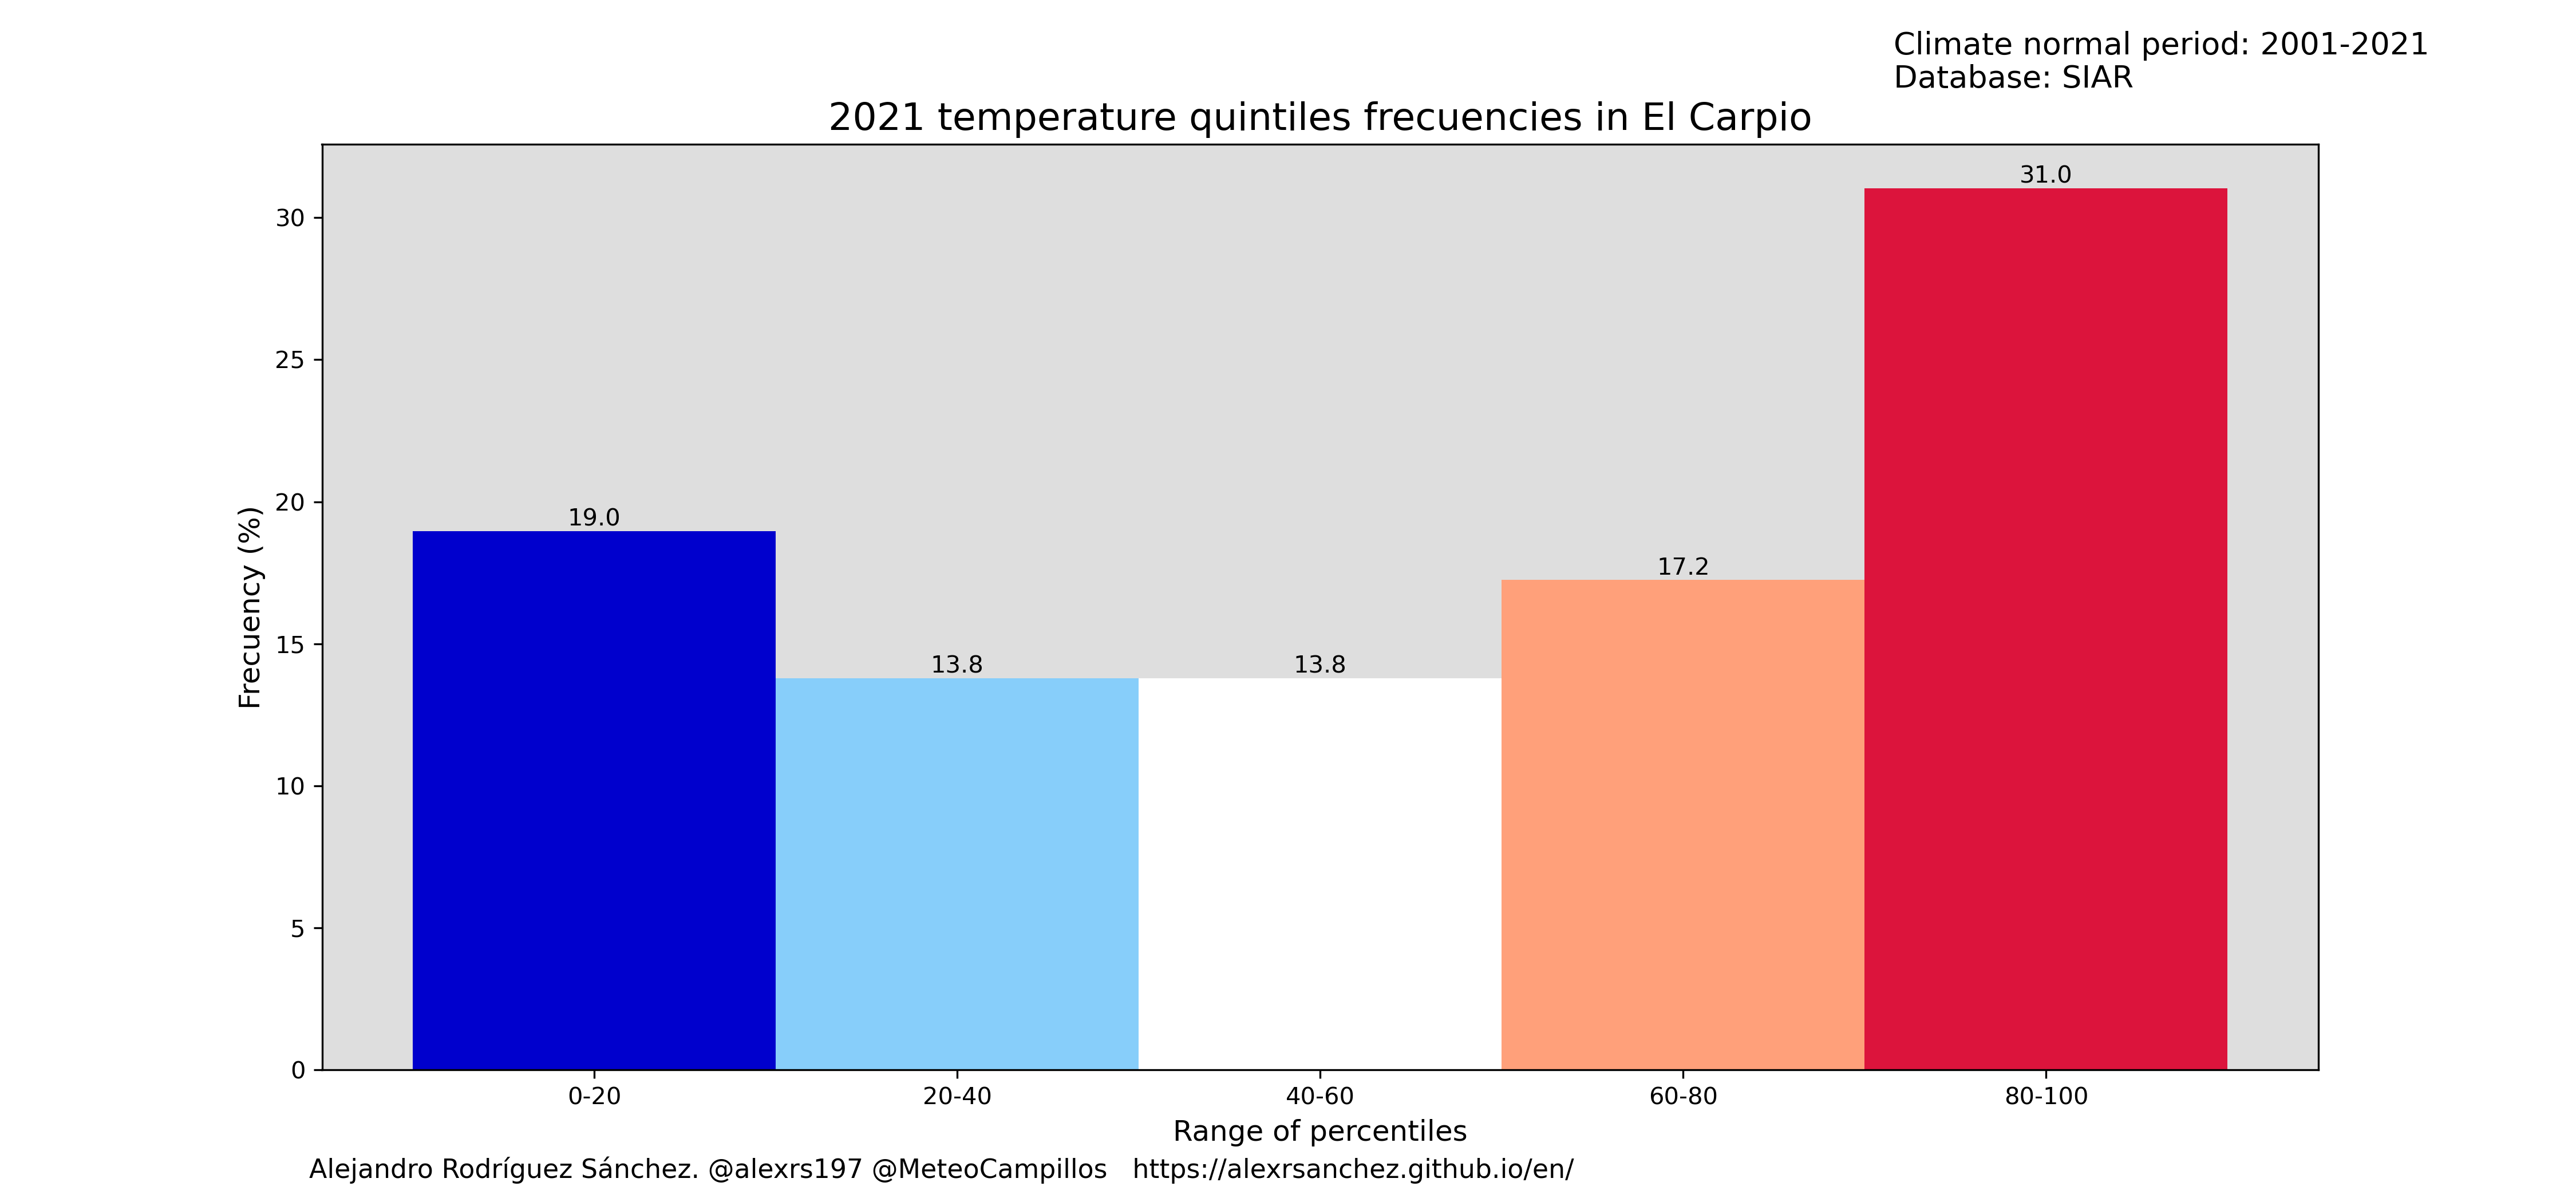 Climate normal period: 2001-2021
Database: SIAR
2021 temperature quintiles frecuencies in El Carpio
Frecuency (%)
30
25
20
15
10
5
0
19.0
13.8
13.8
17.2
31.0
0-20
20-40
40-60
60-80
80-100
Range of percentiles
Alejandro Rodríguez Sánchez. @alexrs197 @MeteoCampillos   https://alexrsanchez.github.io/en/